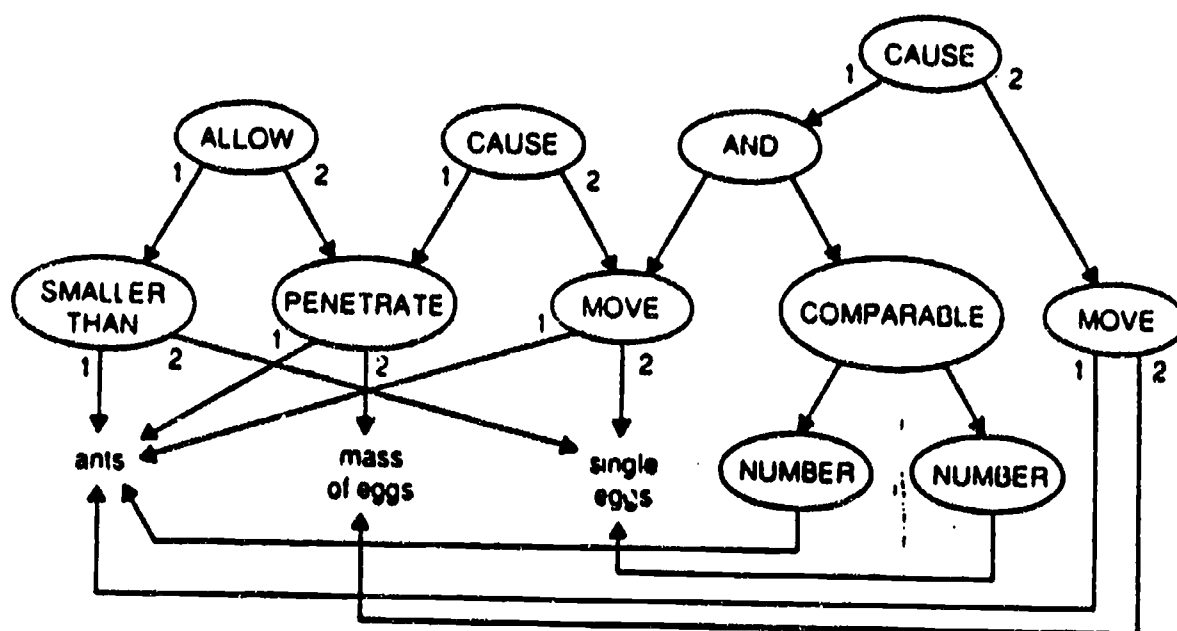 CAUSE
1 2
ALLOW CAUSE AND
1 2 1 2
SMALLER
THAN
PENETRATE MOVE COMPARABLE MOVE
1 2 1 2 1 2 1 2
ants
mass
of eggs
single
eggs
NUMBER NUMBER